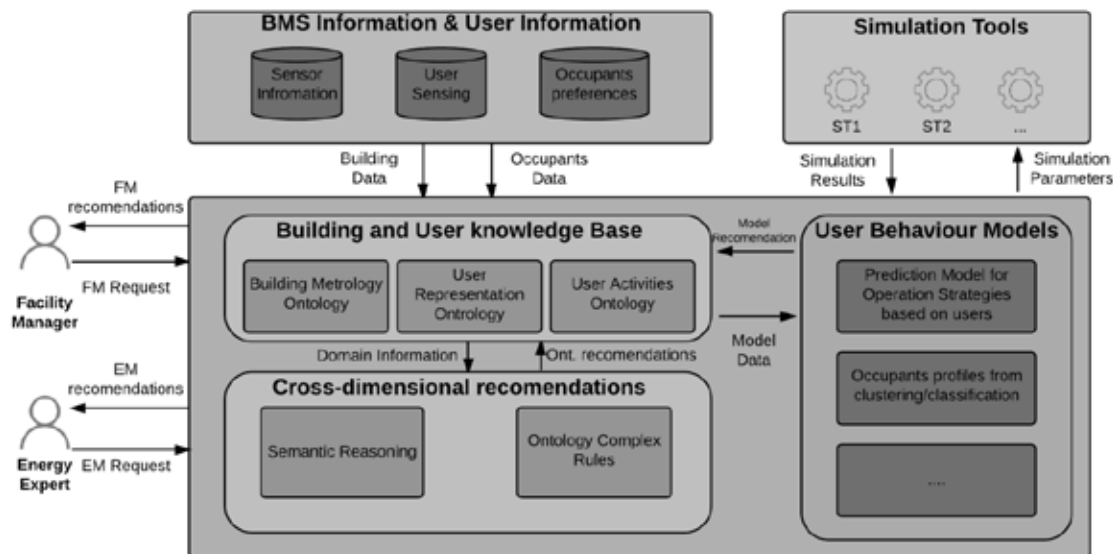 BMS Information & User Information
Sensor
Infromation
User
Sensing
Occupants
preferences
Simulation Tools
ST1
ST2
...
Building
Data
Occupants
Data
Simulation
Results
Simulation
Parameters
FM
recomendations
FM Request
Facility
Manager
EM
recomendations
EM Request
Energy
Expert
Building and User knowledge Base
Building Metrology
Ontology
User
Representation
Ontrology
User Activities
Ontology
Model
Recomendation
Model
Data
Domain Information
Ont. recomendations
Cross-dimensional recomendations
Semantic Reasoning
Ontology Complex
Rules
User Behaviour Models
Prediction Model for
Operation Strategies
based on users
Occupants profiles from
clustering/classification
....